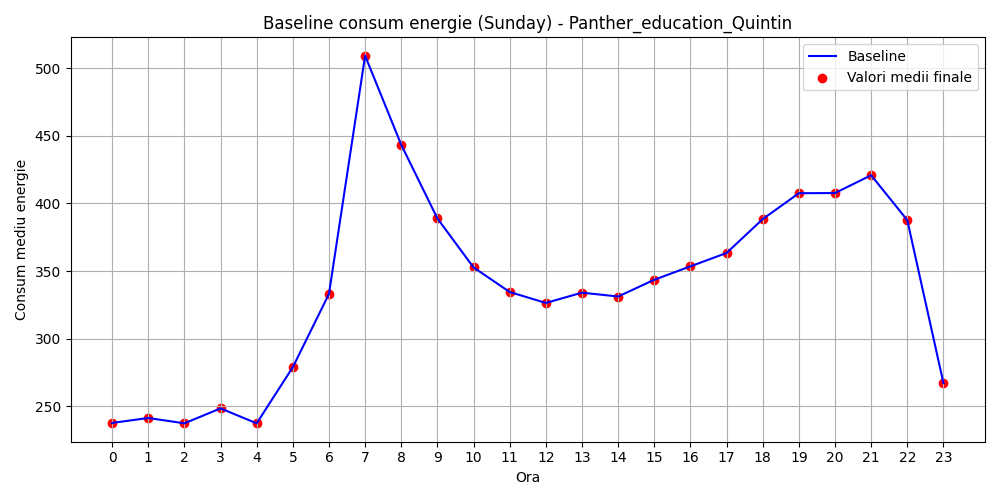 Baseline consum energie (Sunday) - Panther_education_Quintin
Baseline
Valori medii finale
Consum mediu energie
500
450
400
350
300
250
0 1 2 3 4 5 6 7 8 9 10 11 12 13 14 15 16 17 18 19 20 21 22 23
Ora